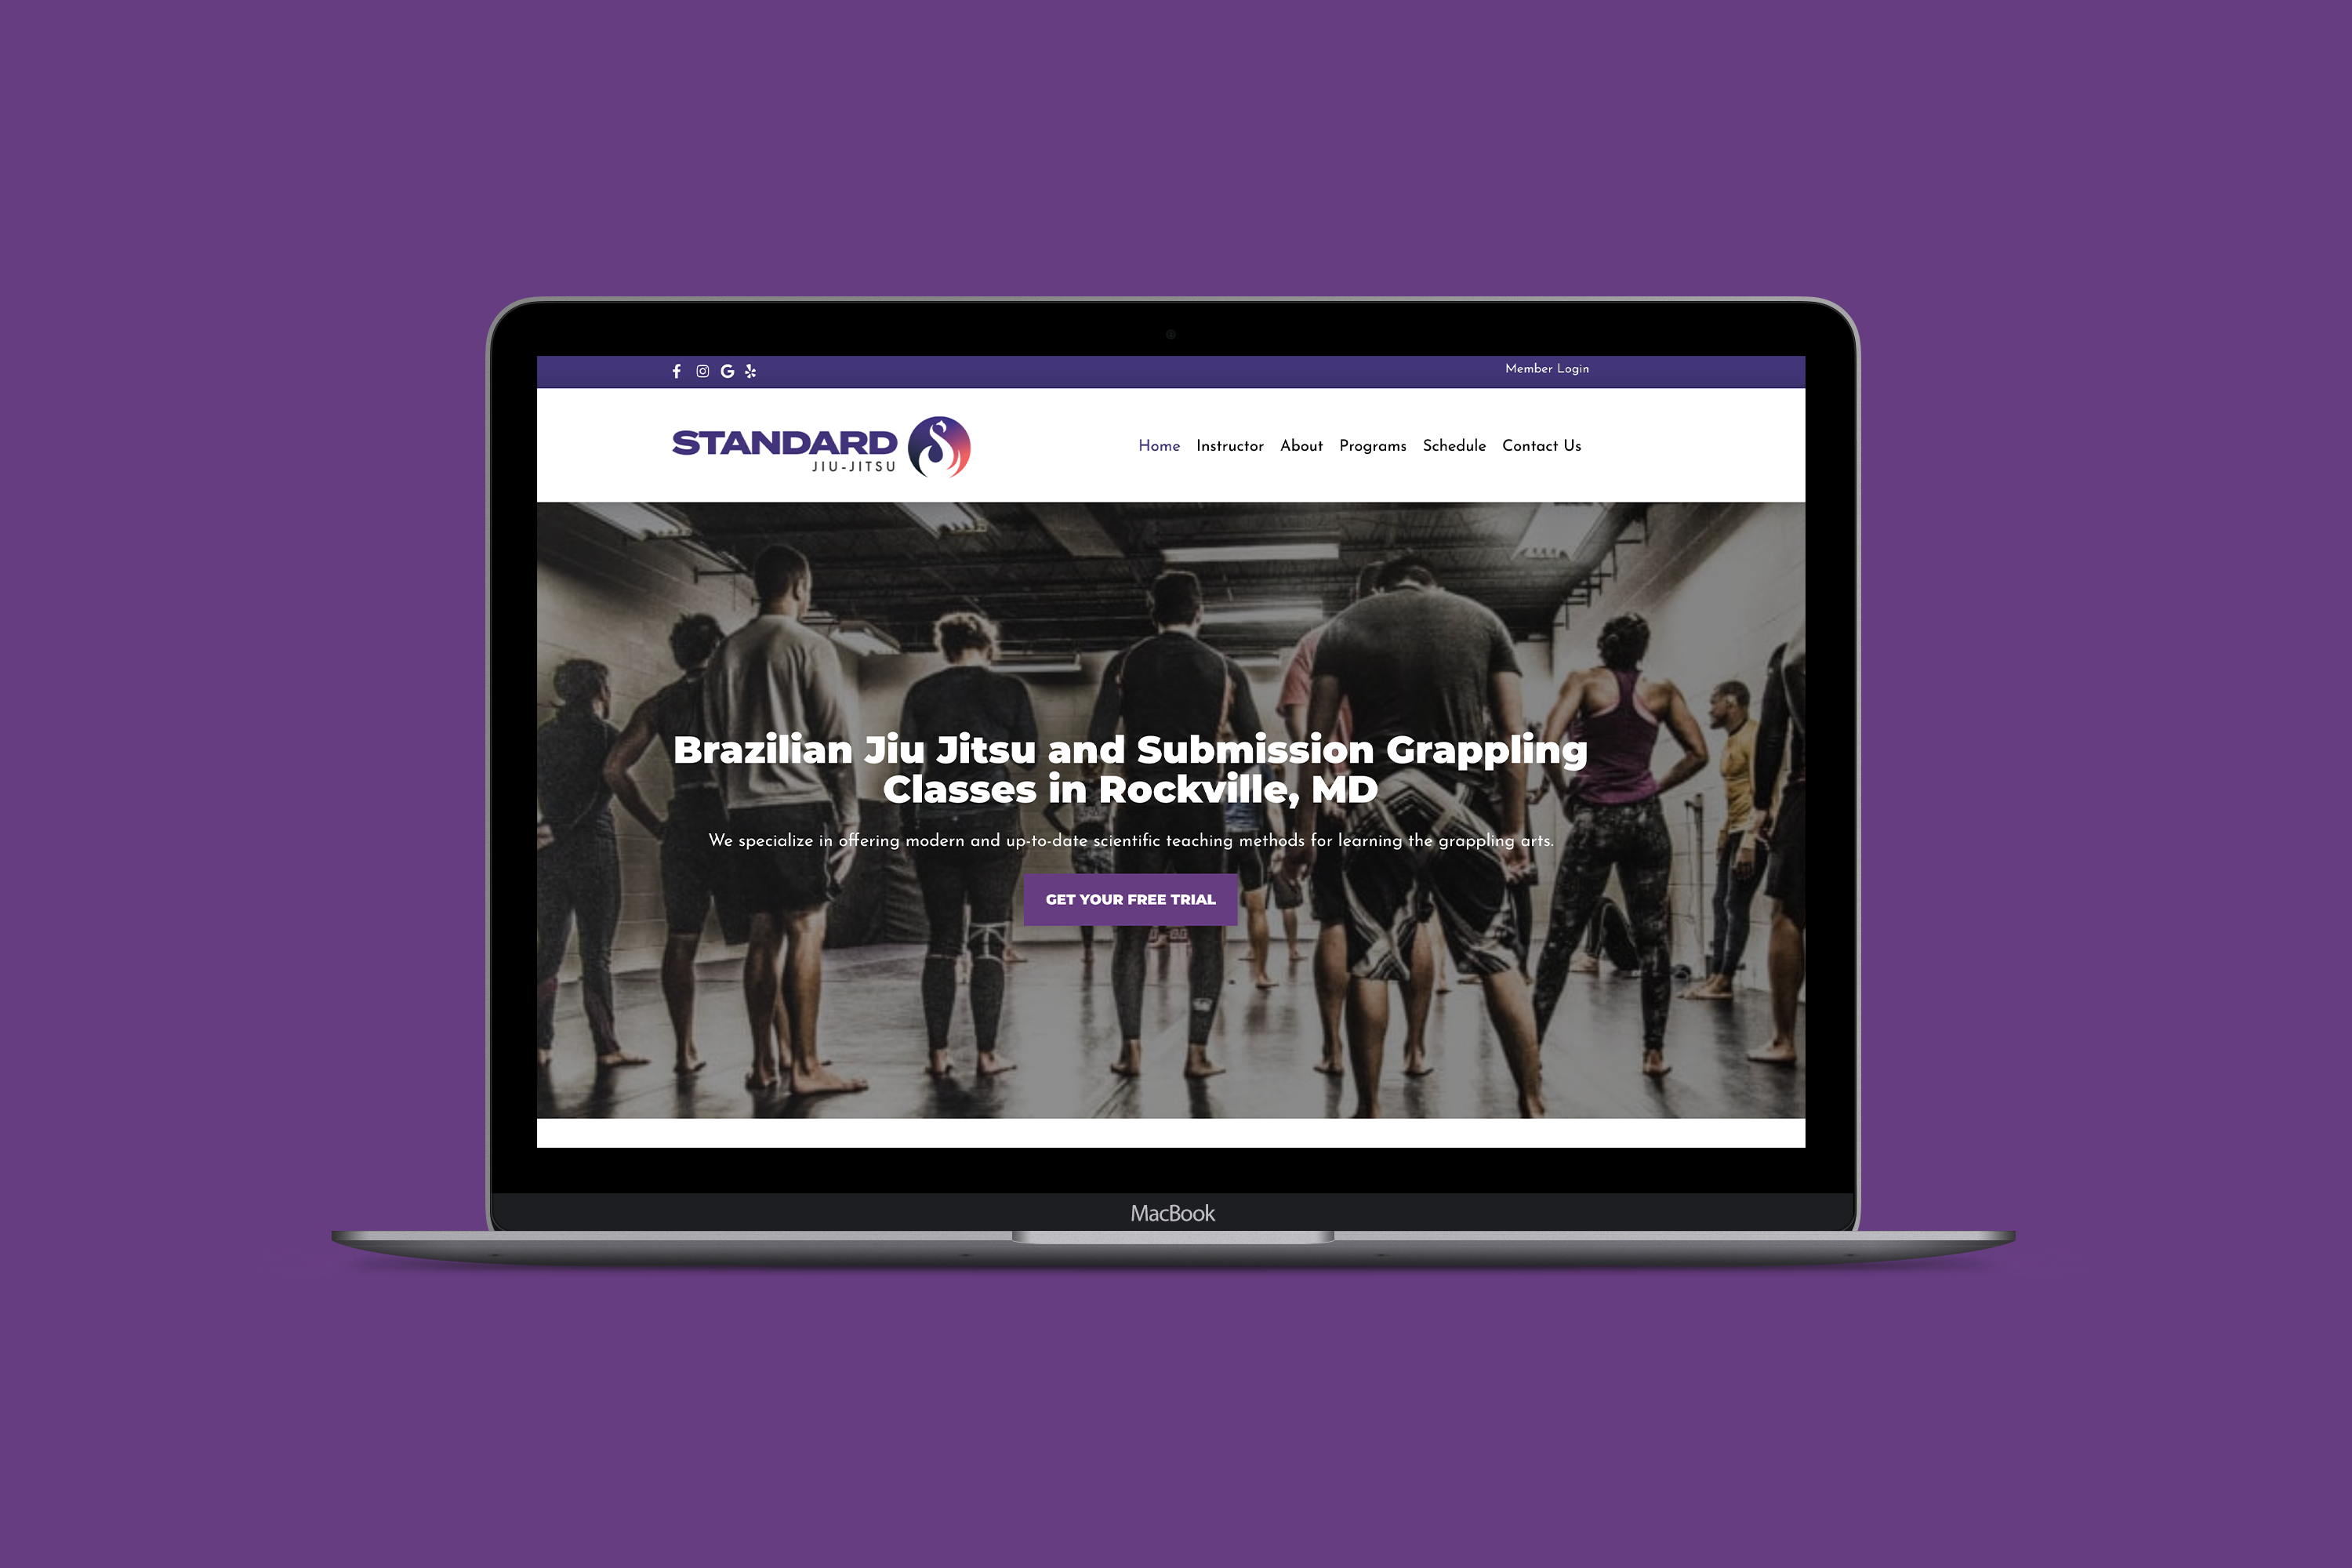 Member Login
STANDARD
JIU-JITSU
Home Instructor About Programs Schedule Contact Us
Brazilian Jiu Jitsu and Submission Grappling
Classes in Rockville, MD
We specialize in offering modern and up-to-date scientific teaching methods for learning the grappling arts.
GET YOUR FREE TRIAL
MacBook